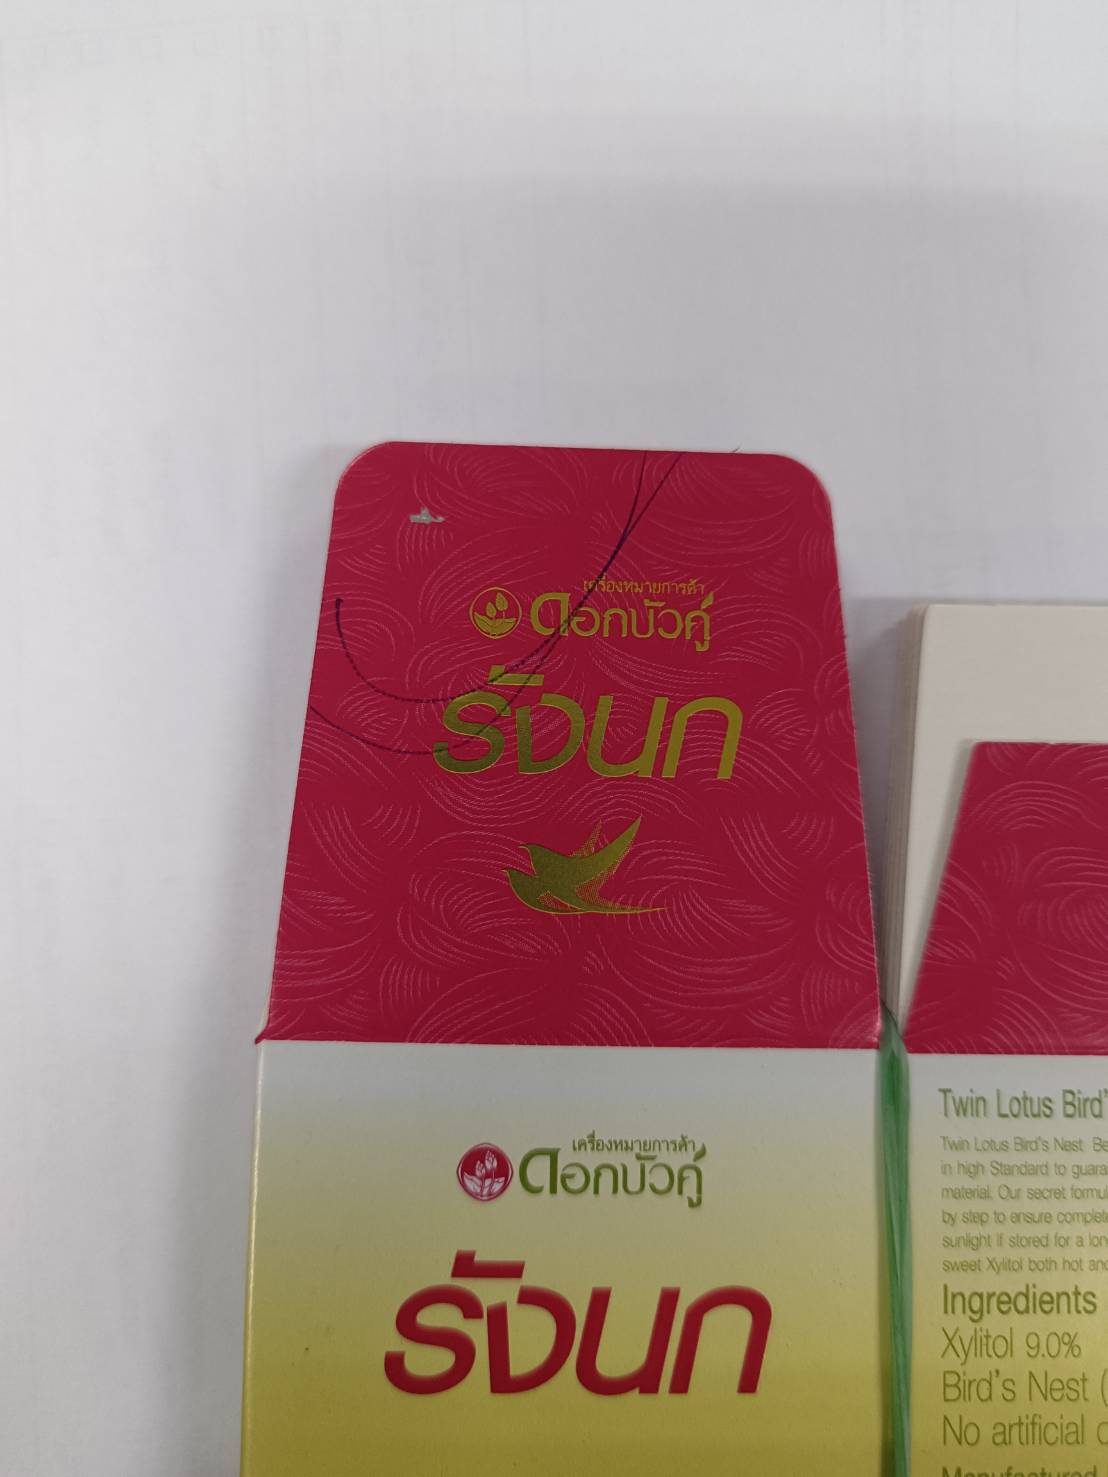 เครื่องหมายการค้า
ดอกบัวคู่
รังนก
เครื่องหมายการค้า
ดอกบัวคู่
รังนก
Twin Lotus Bird'
Twin Lotus Bird's Nest Be
in high Standard to guara
material. Our secret formul
by step to ensure complet
sunlight if stored for a lon
sweet Xylitol both hot and
Ingredients
Xylitol 9.0%
Bird's Nest (
No artificial c
Manufactured